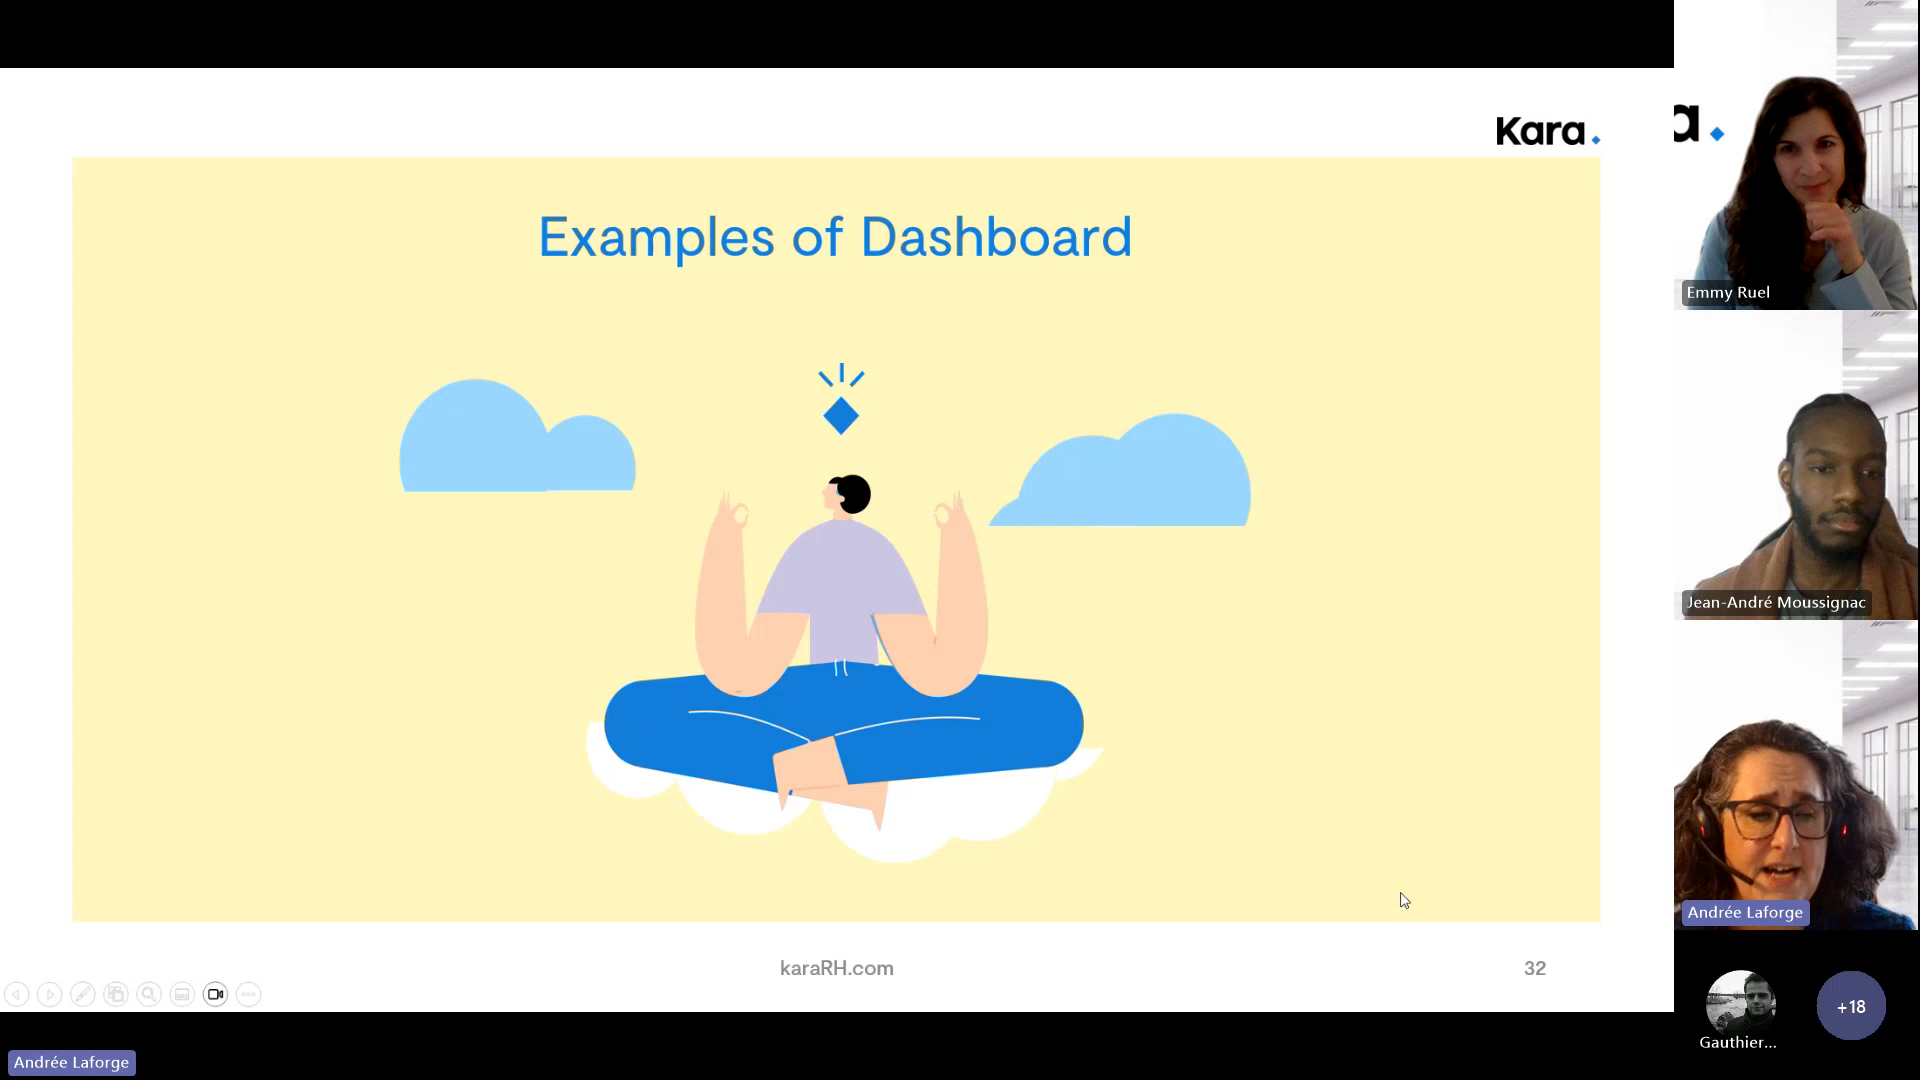 Kara
a.
Examples of Dashboard
Emmy Ruel
Jean-André Moussignac
Andrée Laforge
karaRH.com
32
Gauthier...
+18
Andrée Laforge